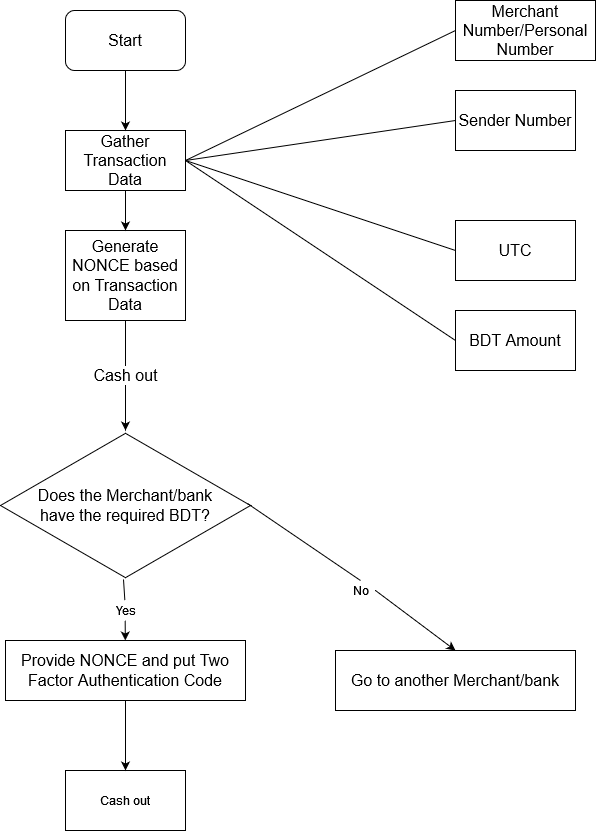 Start
Merchant
Number/Personal
Number
Sender Number
Gather
Transaction
Data
UTC
Generate
NONCE based
on Transaction
Data
BDT Amount
Cash out
Does the Merchant/bank
have the required BDT?
No
Yes
Provide NONCE and put Two
Factor Authentication Code
Go to another Merchant/bank
Cash out